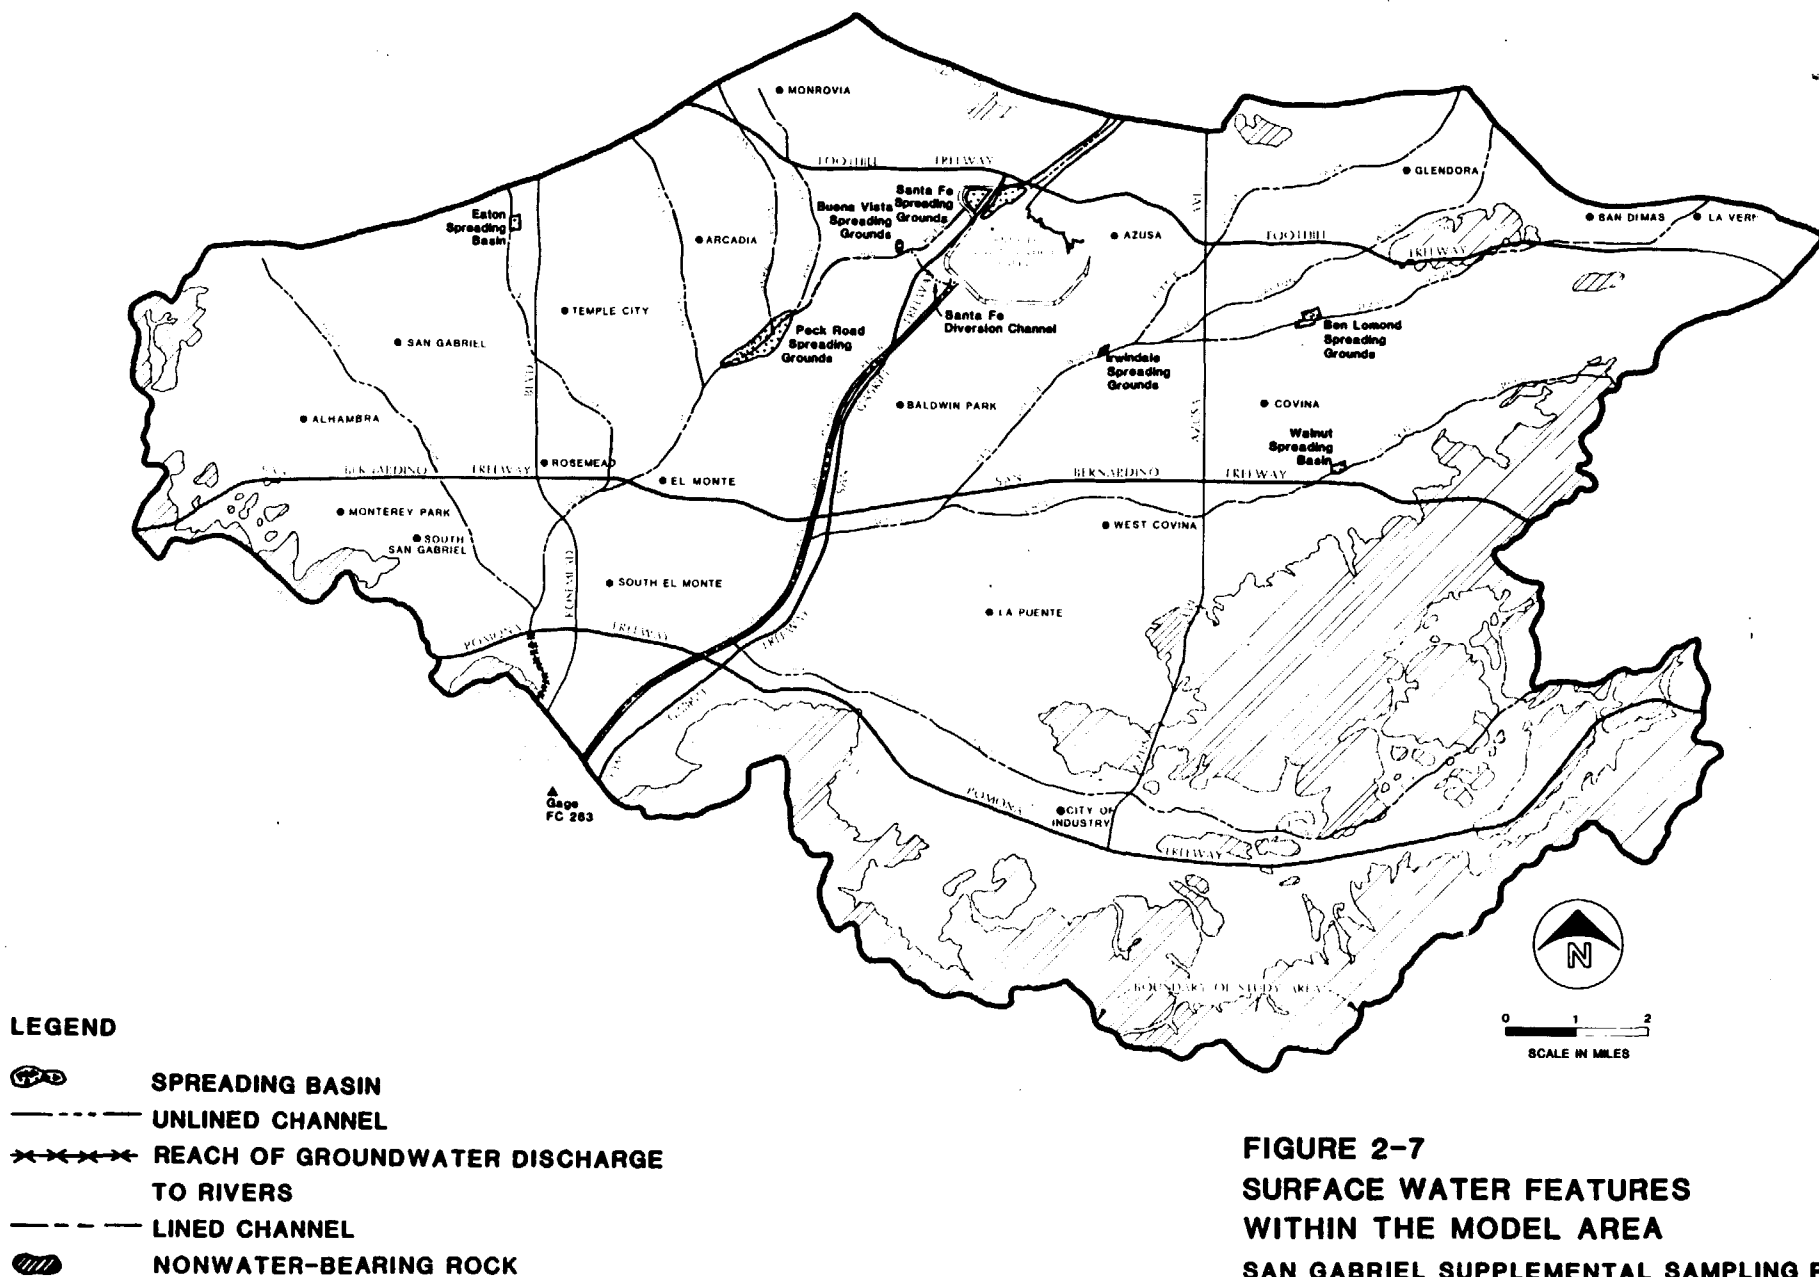 MONROVIA
FOOTHILL FREEWAY
GLENDORA
Santa Fe
Spreading
Grounds
Buena Vista
Spreading
Grounds
Eaton
Spreading
Basin
ARCADIA
AZUSA
SAN DIMAS
LA VERN
FOOTHILL
FREEWAY
TEMPLE CITY
SAN GABRIEL
Peck Road
Spreading
Grounds
Santa Fe
Diversion Channel
Irwindale
Spreading
Grounds
Ben Lomond
Spreading
Grounds
BLVD
ALHAMBRA
BALDWIN PARK
AZUSA
COVINA
Walnut
Spreading
Basin
ROSEMEAD
SAN BERNARDINO FREEWAY
EL MONTE
SAN BERNARDINO FREEWAY
MONTEREY PARK
SOUTH
SAN GABRIEL
WEST COVINA
SOUTH EL MONTE
ROSEMEAD
LA PUENTE
POMONA FREEWAY
FREEWAY
Gage
FC 263
POMONA
CITY OF
INDUSTRY
FREEWAY
BOUNDARY OF STUDY AREA
N
0 1 2
SCALE IN MILES
LEGEND
SPREADING BASIN
UNLINED CHANNEL
REACH OF GROUNDWATER DISCHARGE
TO RIVERS
LINED CHANNEL
NONWATER-BEARING ROCK
FIGURE 2-7
SURFACE WATER FEATURES
WITHIN THE MODEL AREA
SAN GABRIEL SUPPLEMENTAL SAMPLING P